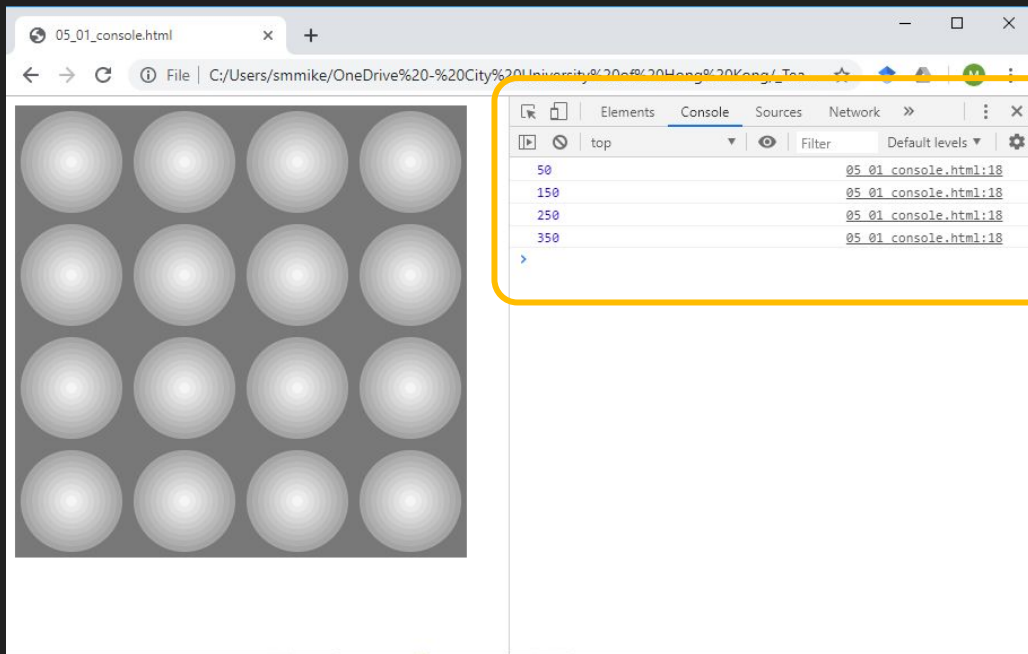 05_01_console.html
File | C:/Users/smmike/OneDrive%20-%20City%20University%20of%20Hong%20Kong/_Tea
Elements Console Sources Network »
top Filter Default levels
50 05_01_console.html:18
150 05_01_console.html:18
250 05_01_console.html:18
350 05_01_console.html:18
>